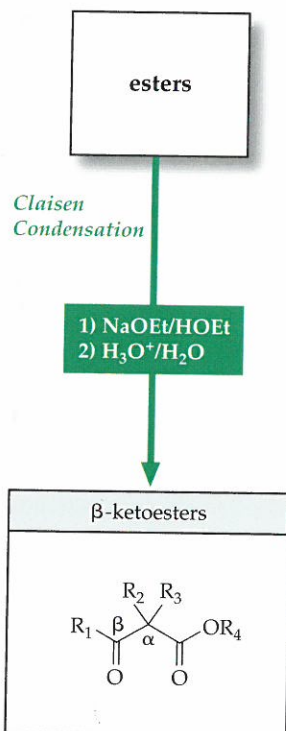 esters
Claisen
Condensation
1) NaOEt/HOEt
2) H₃O⁺/H₂O
β-ketoesters
R₂ R₃
R₁ β α OR₄
O O